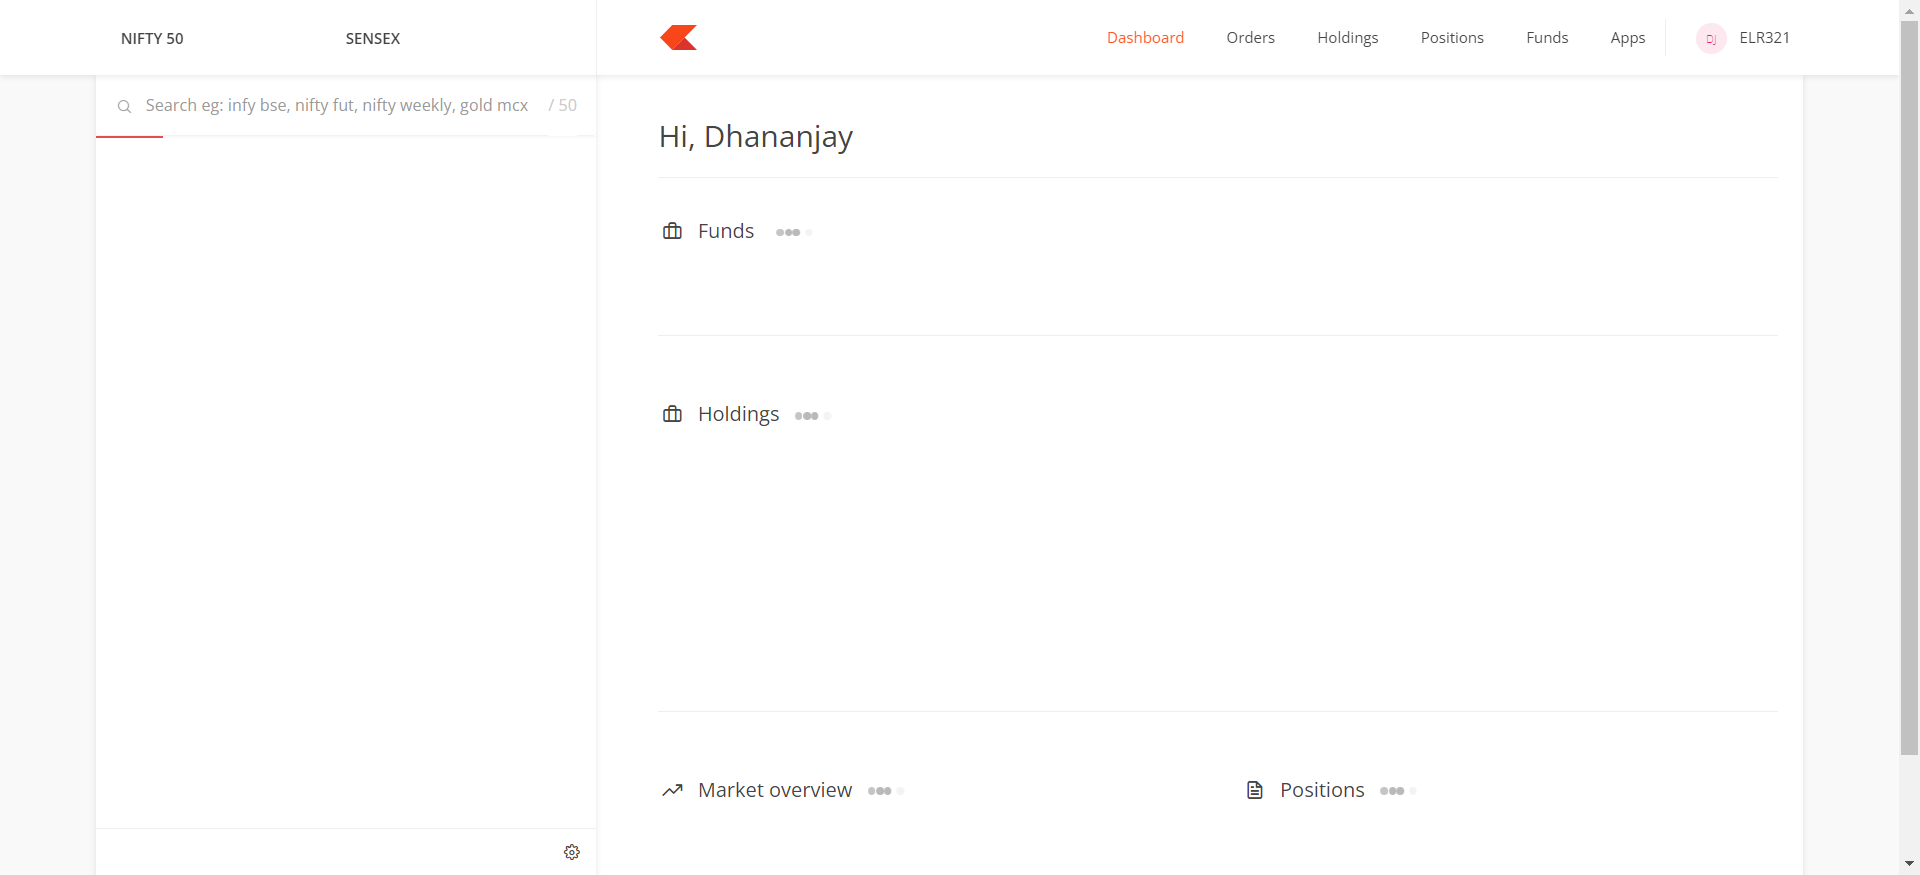 NIFTY 50 SENSEX
Dashboard Orders Holdings Positions Funds Apps DJ ELR321
Search eg: infy bse, nifty fut, nifty weekly, gold mcx / 50
Hi, Dhananjay
Funds
Holdings
Market overview
Positions